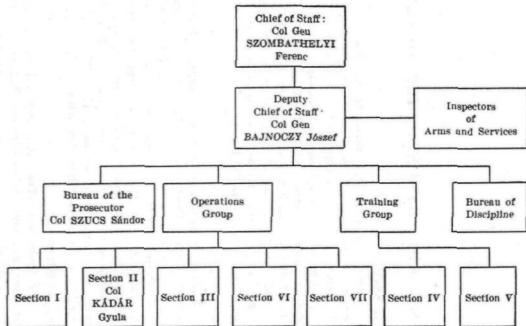 Chief of Staff:
Col Gen
SZOMBATHELYI
Ferenc
Deputy
Chief of Staff·
Col Gen
BAJNOCZY Jószef
Inspectors
of
Arms and Services
Bureau of the
Prosecutor
Col SZUCS Sándor
Operations
Group
Training
Group
Bureau of
Discipline
Section I
Section II
Col
KÁDÁR
Gyula
Section III
Section VI
Section VII
Section IV
Section V